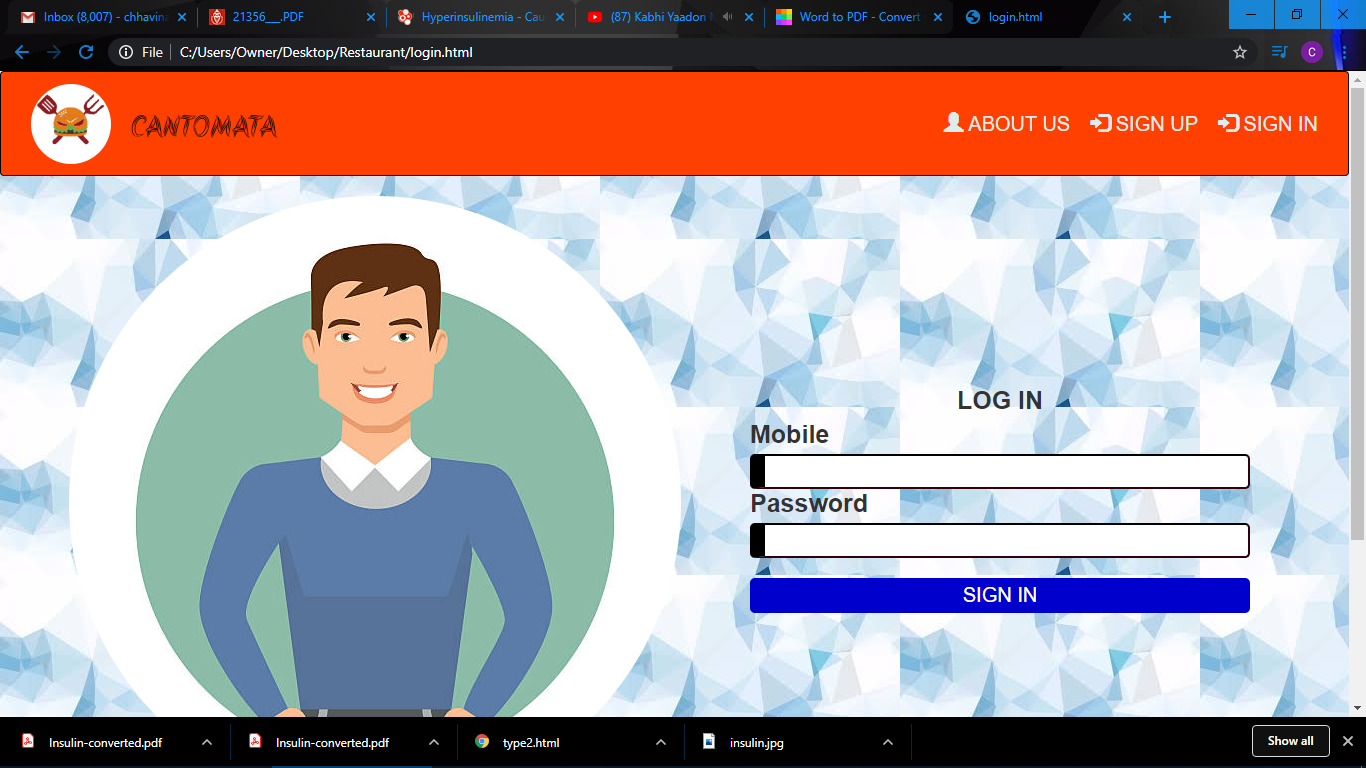 Inbox (8,007) - chhavina
21356___.PDF
Hyperinsulinemia - Cau
(87) Kabhi Yaadon M
Word to PDF - Convert
login.html
File
C:/Users/Owner/Desktop/Restaurant/login.html
C
CANTOMATA
ABOUT US
SIGN UP
SIGN IN
LOG IN
Mobile
Password
SIGN IN
Insulin-converted.pdf
Insulin-converted.pdf
type2.html
insulin.jpg
Show all